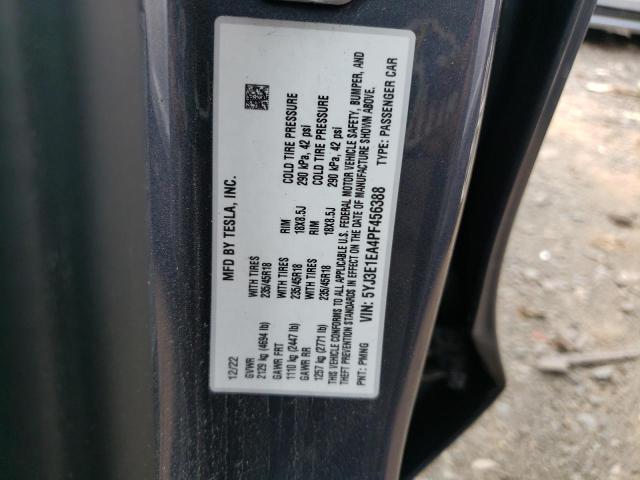 MFD BY TESLA, INC.
12/22
GVWR
2129 kg (4694 lb)
WITH TIRES
235/45R18
RIM
18X8.5J
COLD TIRE PRESSURE
290 kPa, 42 psi
GAWR FRT
1110 kg (2447 lb)
WITH TIRES
235/45R18
RIM
18X8.5J
COLD TIRE PRESSURE
290 kPa, 42 psi
GAWR RR
1257 kg (2771 lb)
WITH TIRES
235/45R18
THIS VEHICLE CONFORMS TO ALL APPLICABLE U.S. FEDERAL MOTOR VEHICLE SAFETY, BUMPER, AND
THEFT PREVENTION STANDARDS IN EFFECT ON THE DATE OF MANUFACTURE SHOWN ABOVE.
VIN: 5YJ3E1EA4PF456388
TYPE: PASSENGER CAR
PNT: PMNG